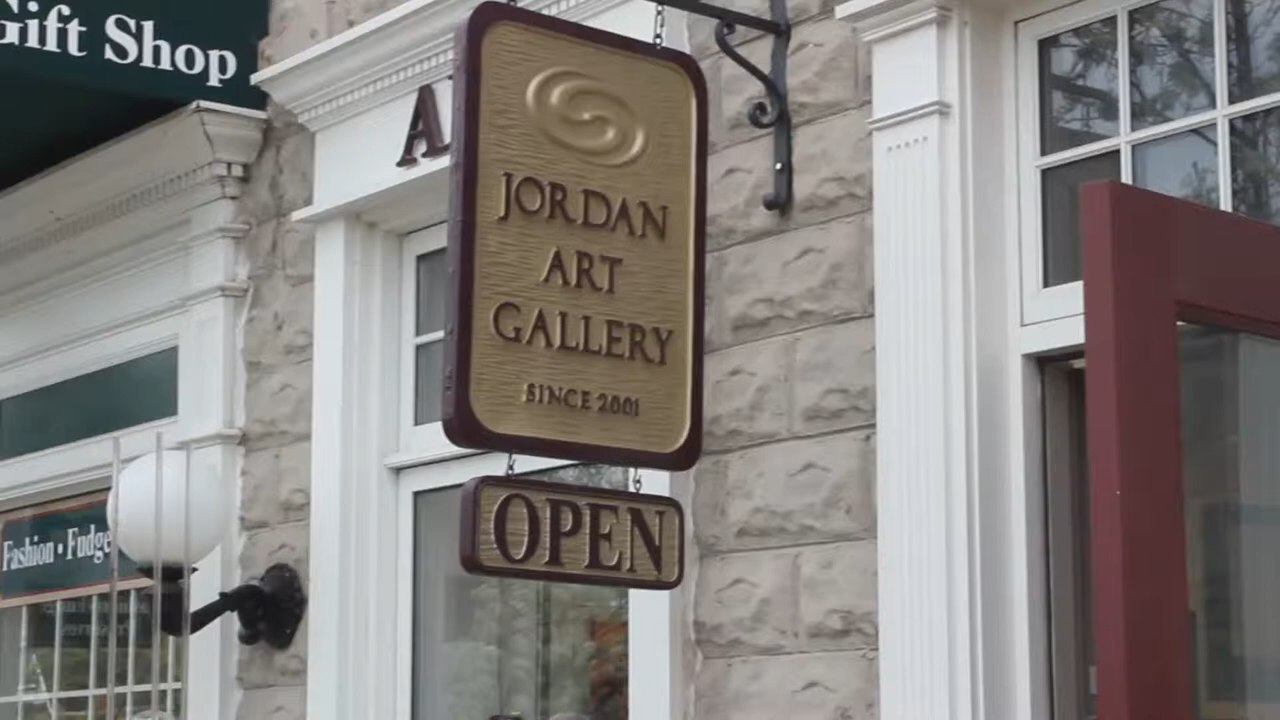 Gift Shop
A
JORDAN
ART
GALLERY
SINCE 2001
OPEN
Fashion · Fudge